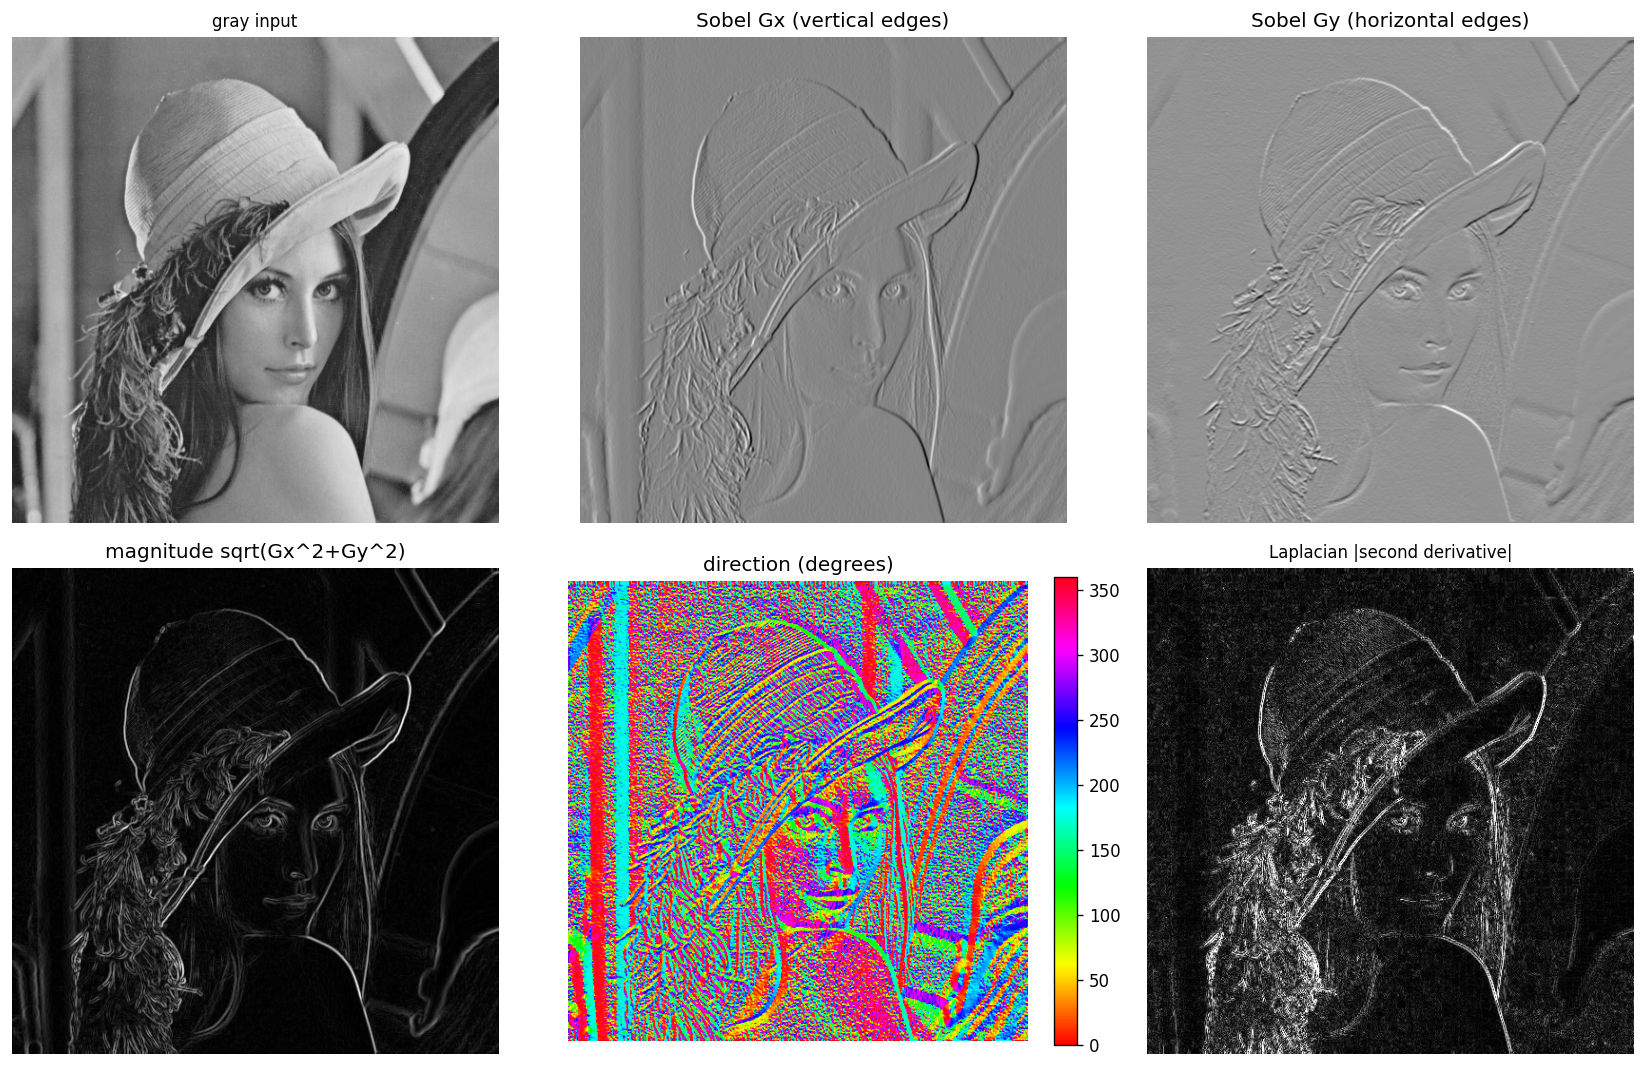 gray input
Sobel Gx (vertical edges)
Sobel Gy (horizontal edges)
magnitude sqrt(Gx^2+Gy^2)
direction (degrees)
Laplacian |second derivative|
350
300
250
200
150
100
50
0